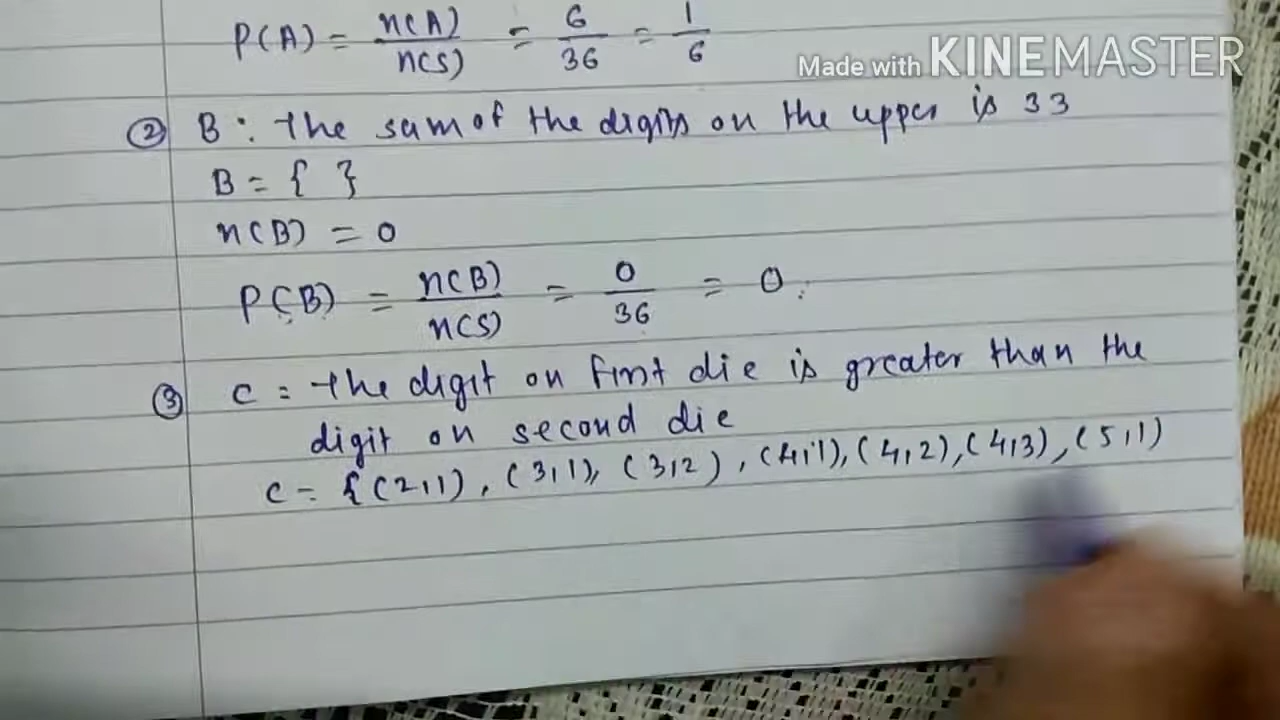 P(A) = n(A) / n(S) = 6 / 36 = 1 / 6
Made with KINEMASTER
② B : The sum of the digits on the upper is 33
B = { }
n(B) = 0
P(B) = n(B) / n(S) = 0 / 36 = 0.
③ C = The digit on first die is greater than the
digit on second die
C = {(2,1), (3,1), (3,2), (4,1), (4,2), (4,3), (5,1)